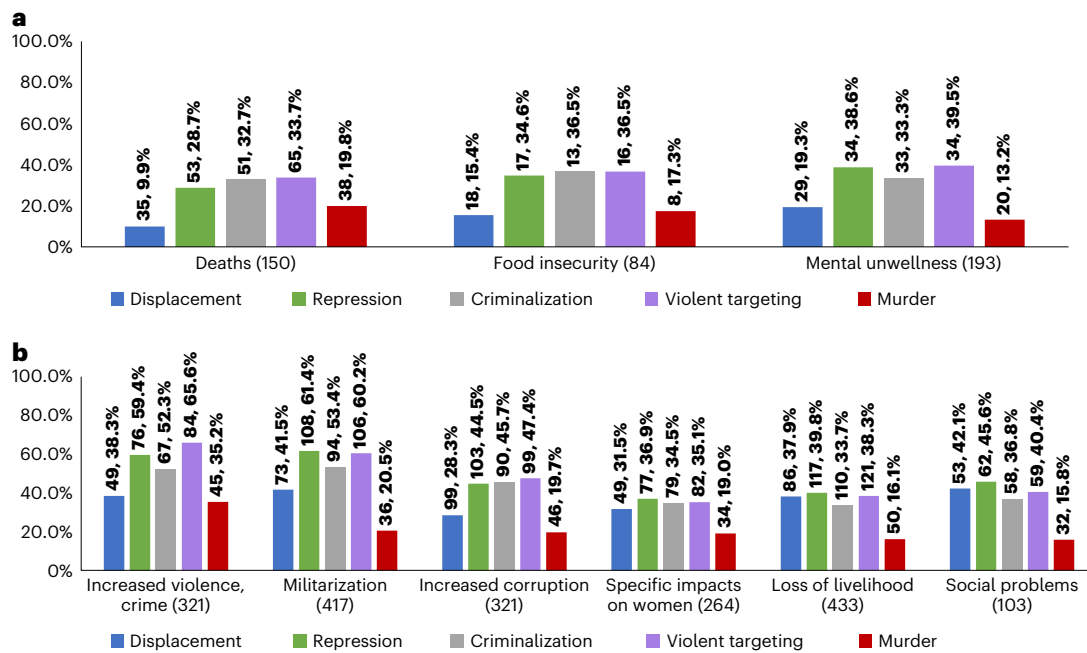 a
100.0%
80.0%
60.0%
40.0%
20.0%
0%
35, 9.9%
53, 28.7%
51, 32.7%
65, 33.7%
38, 19.8%
18, 15.4%
17, 34.6%
13, 36.5%
16, 36.5%
8, 17.3%
29, 19.3%
34, 38.6%
33, 33.3%
34, 39.5%
20, 13.2%
Deaths (150)
Food insecurity (84)
Mental unwellness (193)
Displacement
Repression
Criminalization
Violent targeting
Murder
b
100.0%
80.0%
60.0%
40.0%
20.0%
0%
49, 38.3%
76, 59.4%
67, 52.3%
84, 65.6%
45, 35.2%
73, 41.5%
108, 61.4%
94, 53.4%
106, 60.2%
36, 20.5%
99, 28.3%
103, 44.5%
90, 45.7%
99, 47.4%
46, 19.7%
49, 31.5%
77, 36.9%
79, 34.5%
82, 35.1%
34, 19.0%
86, 37.9%
117, 39.8%
110, 33.7%
121, 38.3%
50, 16.1%
53, 42.1%
62, 45.6%
58, 36.8%
59, 40.4%
32, 15.8%
Increased violence,
crime (321)
Militarization
(417)
Increased corruption
(321)
Specific impacts
on women (264)
Loss of livelihood
(433)
Social problems
(103)
Displacement
Repression
Criminalization
Violent targeting
Murder